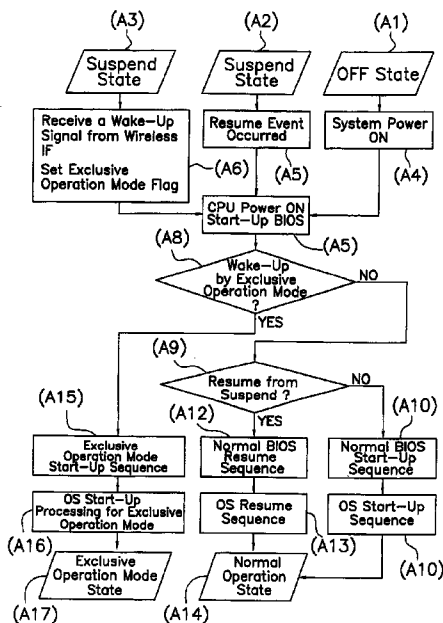 (A3)
(A2)
(A1)
Suspend
State
Suspend
State
OFF State
Receive a Wake-Up
Signal from Wireless
IF
Set Exclusive
Operation Mode Flag
(A6)
Resume Event
Occurred
(A5)
System Power
ON
(A4)
CPU Power ON
Start-Up BIOS
(A5)
(A8)
Wake-Up
by Exclusive
Operation Mode
?
NO
YES
(A9)
Resume from
Suspend ?
NO
YES
(A15)
(A12)
(A10)
Exclusive
Operation Mode
Start-Up Sequence
Normal BIOS
Resume
Sequence
Normal BIOS
Start-Up
Sequence
OS Start-Up
Processing for Exclusive
Operation Mode
(A16)
OS Resume
Sequence
(A13)
OS Start-Up
Sequence
(A10)
Exclusive
Operation Mode
State
(A17)
Normal
Operation
State
(A14)